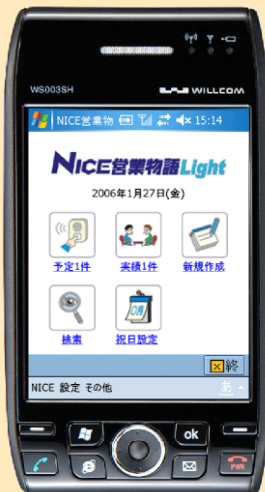 WS003SH
WILLCOM
NICE営業物 15:14
NICE営業物語Light
2006年1月27日(金)
予定1件 実績1件 新規作成
検索 祝日設定
終
NICE 設定 その他 あ
ok
PWR